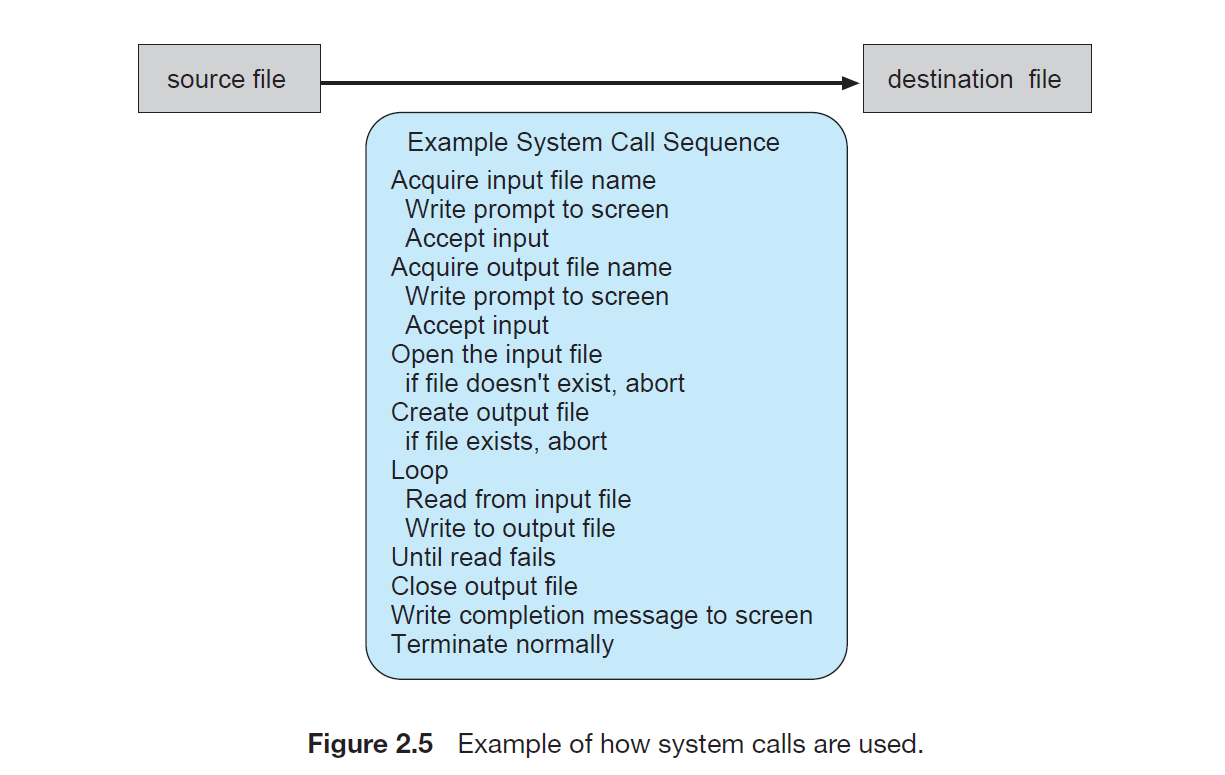 source file
destination file
Example System Call Sequence
Acquire input file name
Write prompt to screen
Accept input
Acquire output file name
Write prompt to screen
Accept input
Open the input file
if file doesn't exist, abort
Create output file
if file exists, abort
Loop
Read from input file
Write to output file
Until read fails
Close output file
Write completion message to screen
Terminate normally
Figure 2.5 Example of how system calls are used.